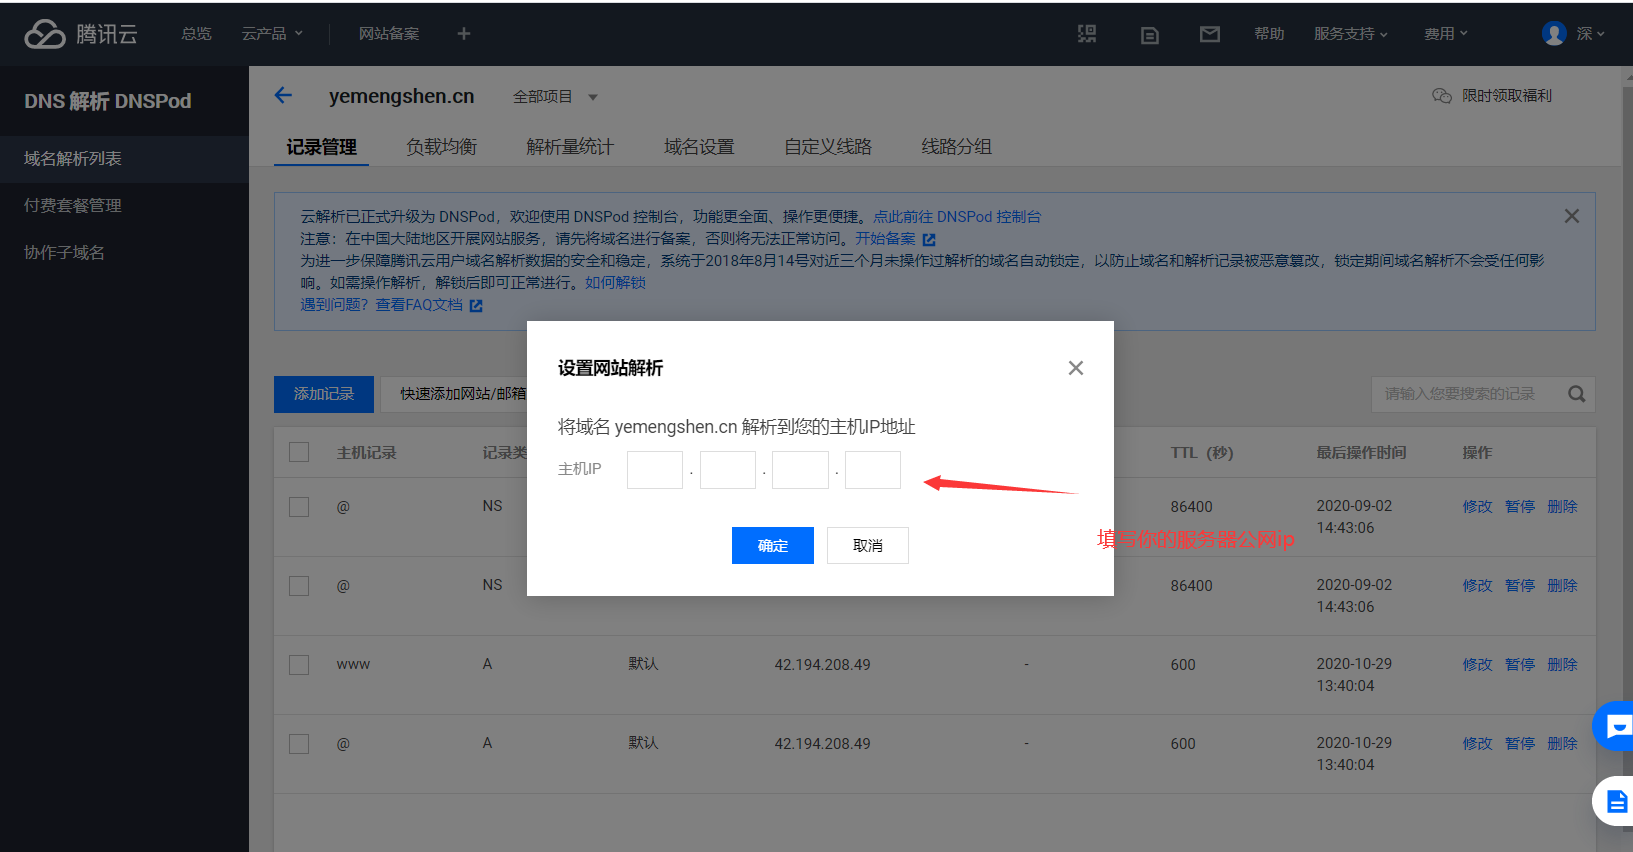 腾讯云
总览
云产品
网站备案
帮助
服务支持
费用
深
DNS 解析 DNSPod
域名解析列表
付费套餐管理
协作子域名
yemengshen.cn
全部项目
限时领取福利
记录管理
负载均衡
解析量统计
域名设置
自定义线路
线路分组
云解析已正式升级为 DNSPod，欢迎使用 DNSPod 控制台，功能更全面、操作更便捷。点此前往 DNSPod 控制台
注意：在中国大陆地区开展网站服务，请先将域名进行备案，否则将无法正常访问。开始备案
为进一步保障腾讯云用户域名解析数据的安全和稳定，系统于2018年8月14号对近三个月未操作过解析的域名自动锁定，以防止域名和解析记录被恶意篡改，锁定期间域名解析不会受任何影
响。如需操作解析，解锁后即可正常进行。如何解锁
遇到问题？查看FAQ文档
添加记录
快速添加网站/邮箱
请输入您要搜索的记录
设置网站解析
将域名 yemengshen.cn 解析到您的主机IP地址
主机IP
. . .
确定
取消
填写你的服务器公网ip
主机记录
记录类
TTL（秒）
最后操作时间
操作
@
NS
86400
2020-09-02
14:43:06
修改 暂停 删除
@
NS
86400
2020-09-02
14:43:06
修改 暂停 删除
www
A
默认
42.194.208.49
-
600
2020-10-29
13:40:04
修改 暂停 删除
@
A
默认
42.194.208.49
-
600
2020-10-29
13:40:04
修改 暂停 删除